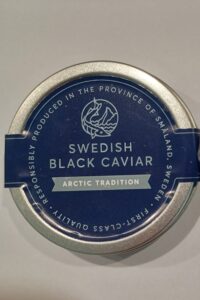 RESPONSIBLY PRODUCED IN THE PROVINCE OF SMÅLAND, SWEDEN •
SWEDISH
BLACK CAVIAR
ARCTIC TRADITION
FIRST-CLASS QUALITY •